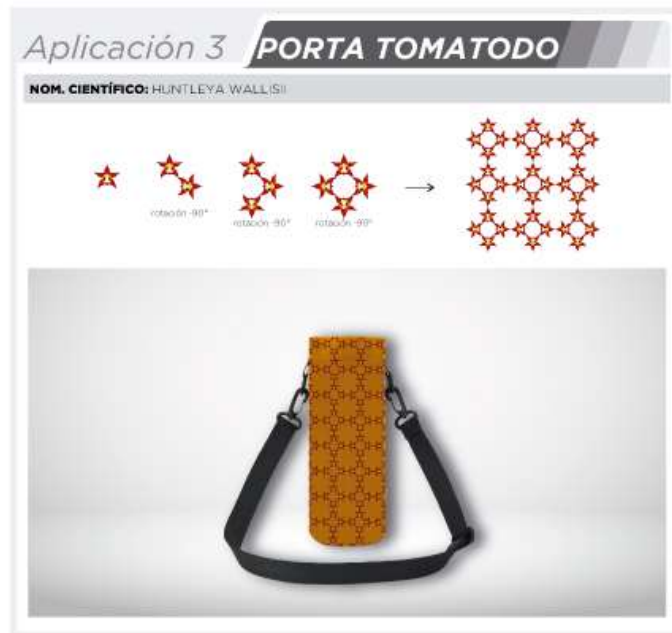 Aplicación 3 PORTA TOMATODO
NOM. CIENTÍFICO: HUNTLEYA WALLISII
rotación -90°
rotación -90°
rotación -90°